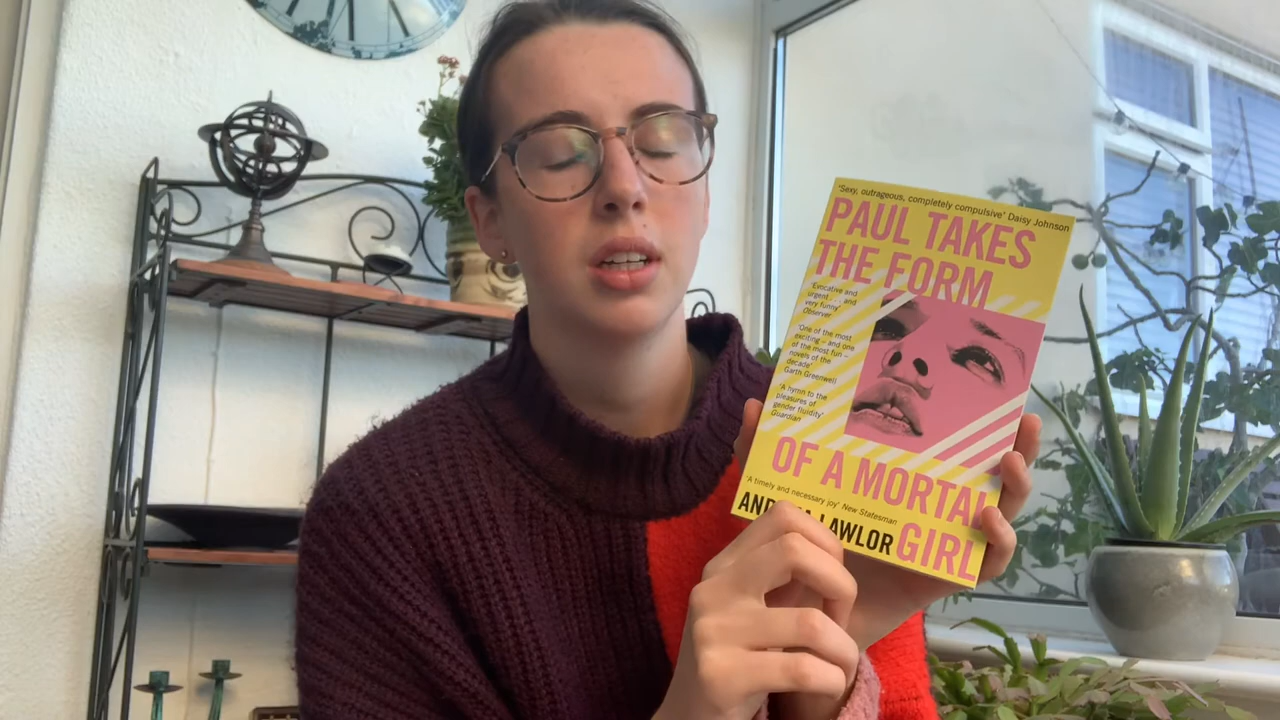 'Sexy, outrageous, completely compulsive' Daisy Johnson
PAUL TAKES
THE FORM
'Evocative and
urgent . . . and
very funny'
Observer
'One of the most
exciting – and one
of the most fun –
novels of the
decade'
Garth Greenwell
'A hymn to the
pleasures of
gender fluidity'
Guardian
OF A MORTAL
'A timely and necessary joy' New Statesman
LAWLOR
GIRL